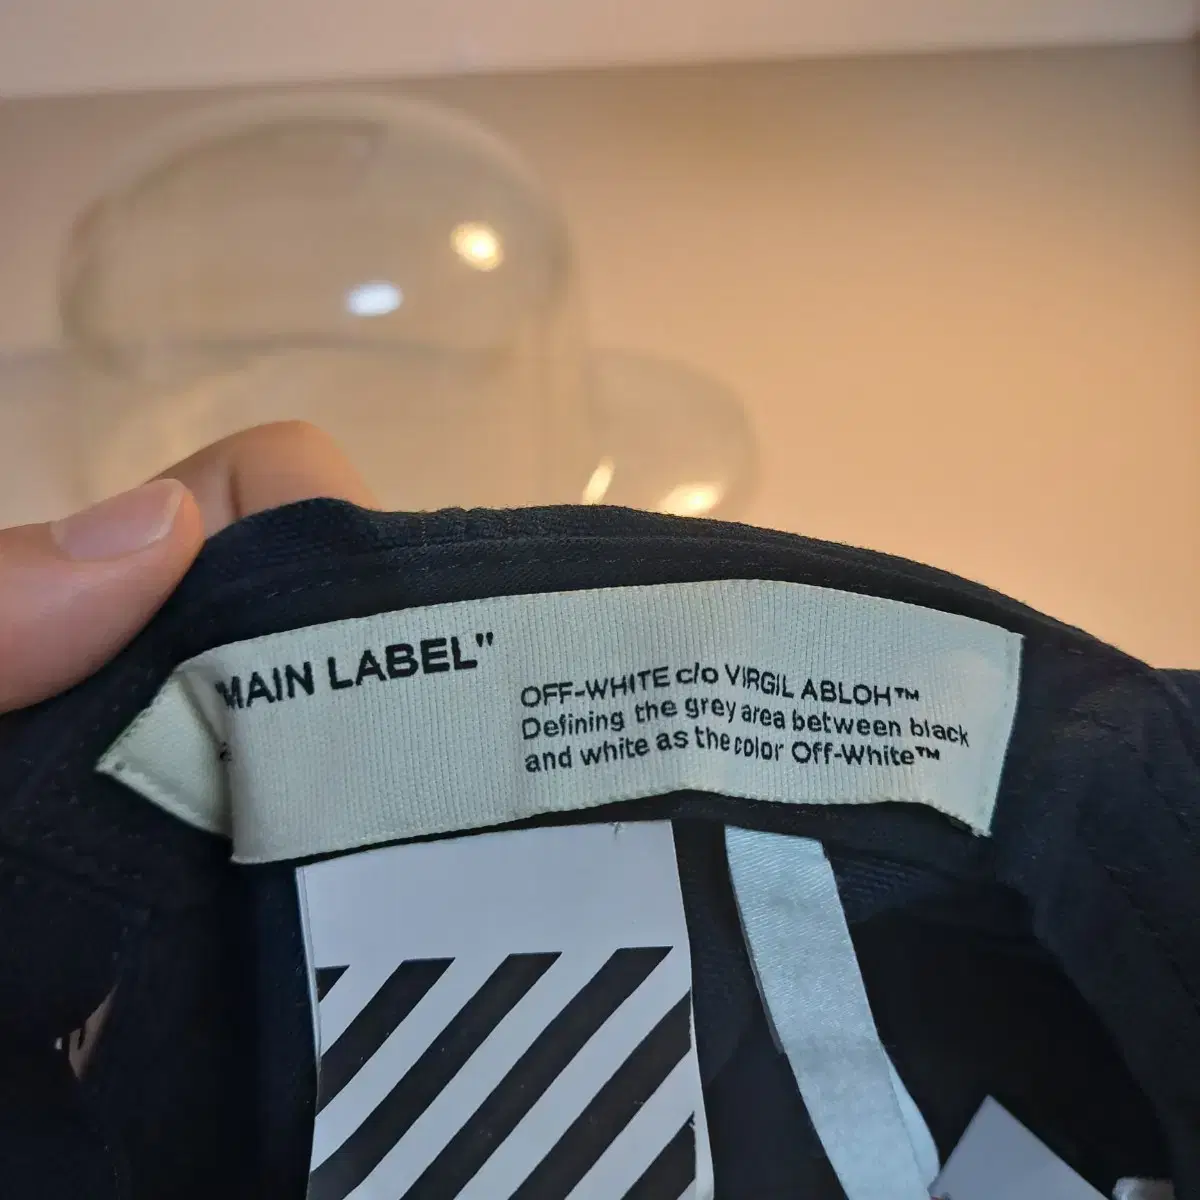 "MAIN LABEL"
OFF-WHITE c/o VIRGIL ABLOH™
Defining the grey area between black
and white as the color Off-White™